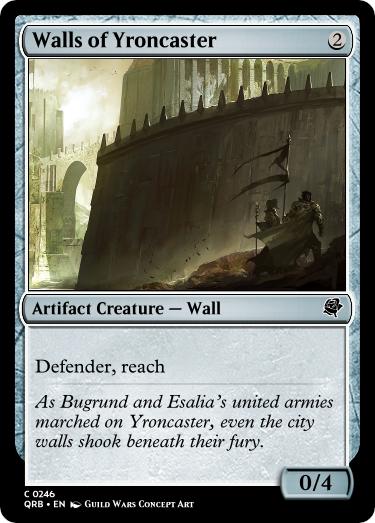 Walls of Yroncaster 2
Artifact Creature — Wall
Defender, reach
As Bugrund and Esalia's united armies
marched on Yroncaster, even the city
walls shook beneath their fury.
0/4
C 0246
QRB • EN Guild Wars Concept Art